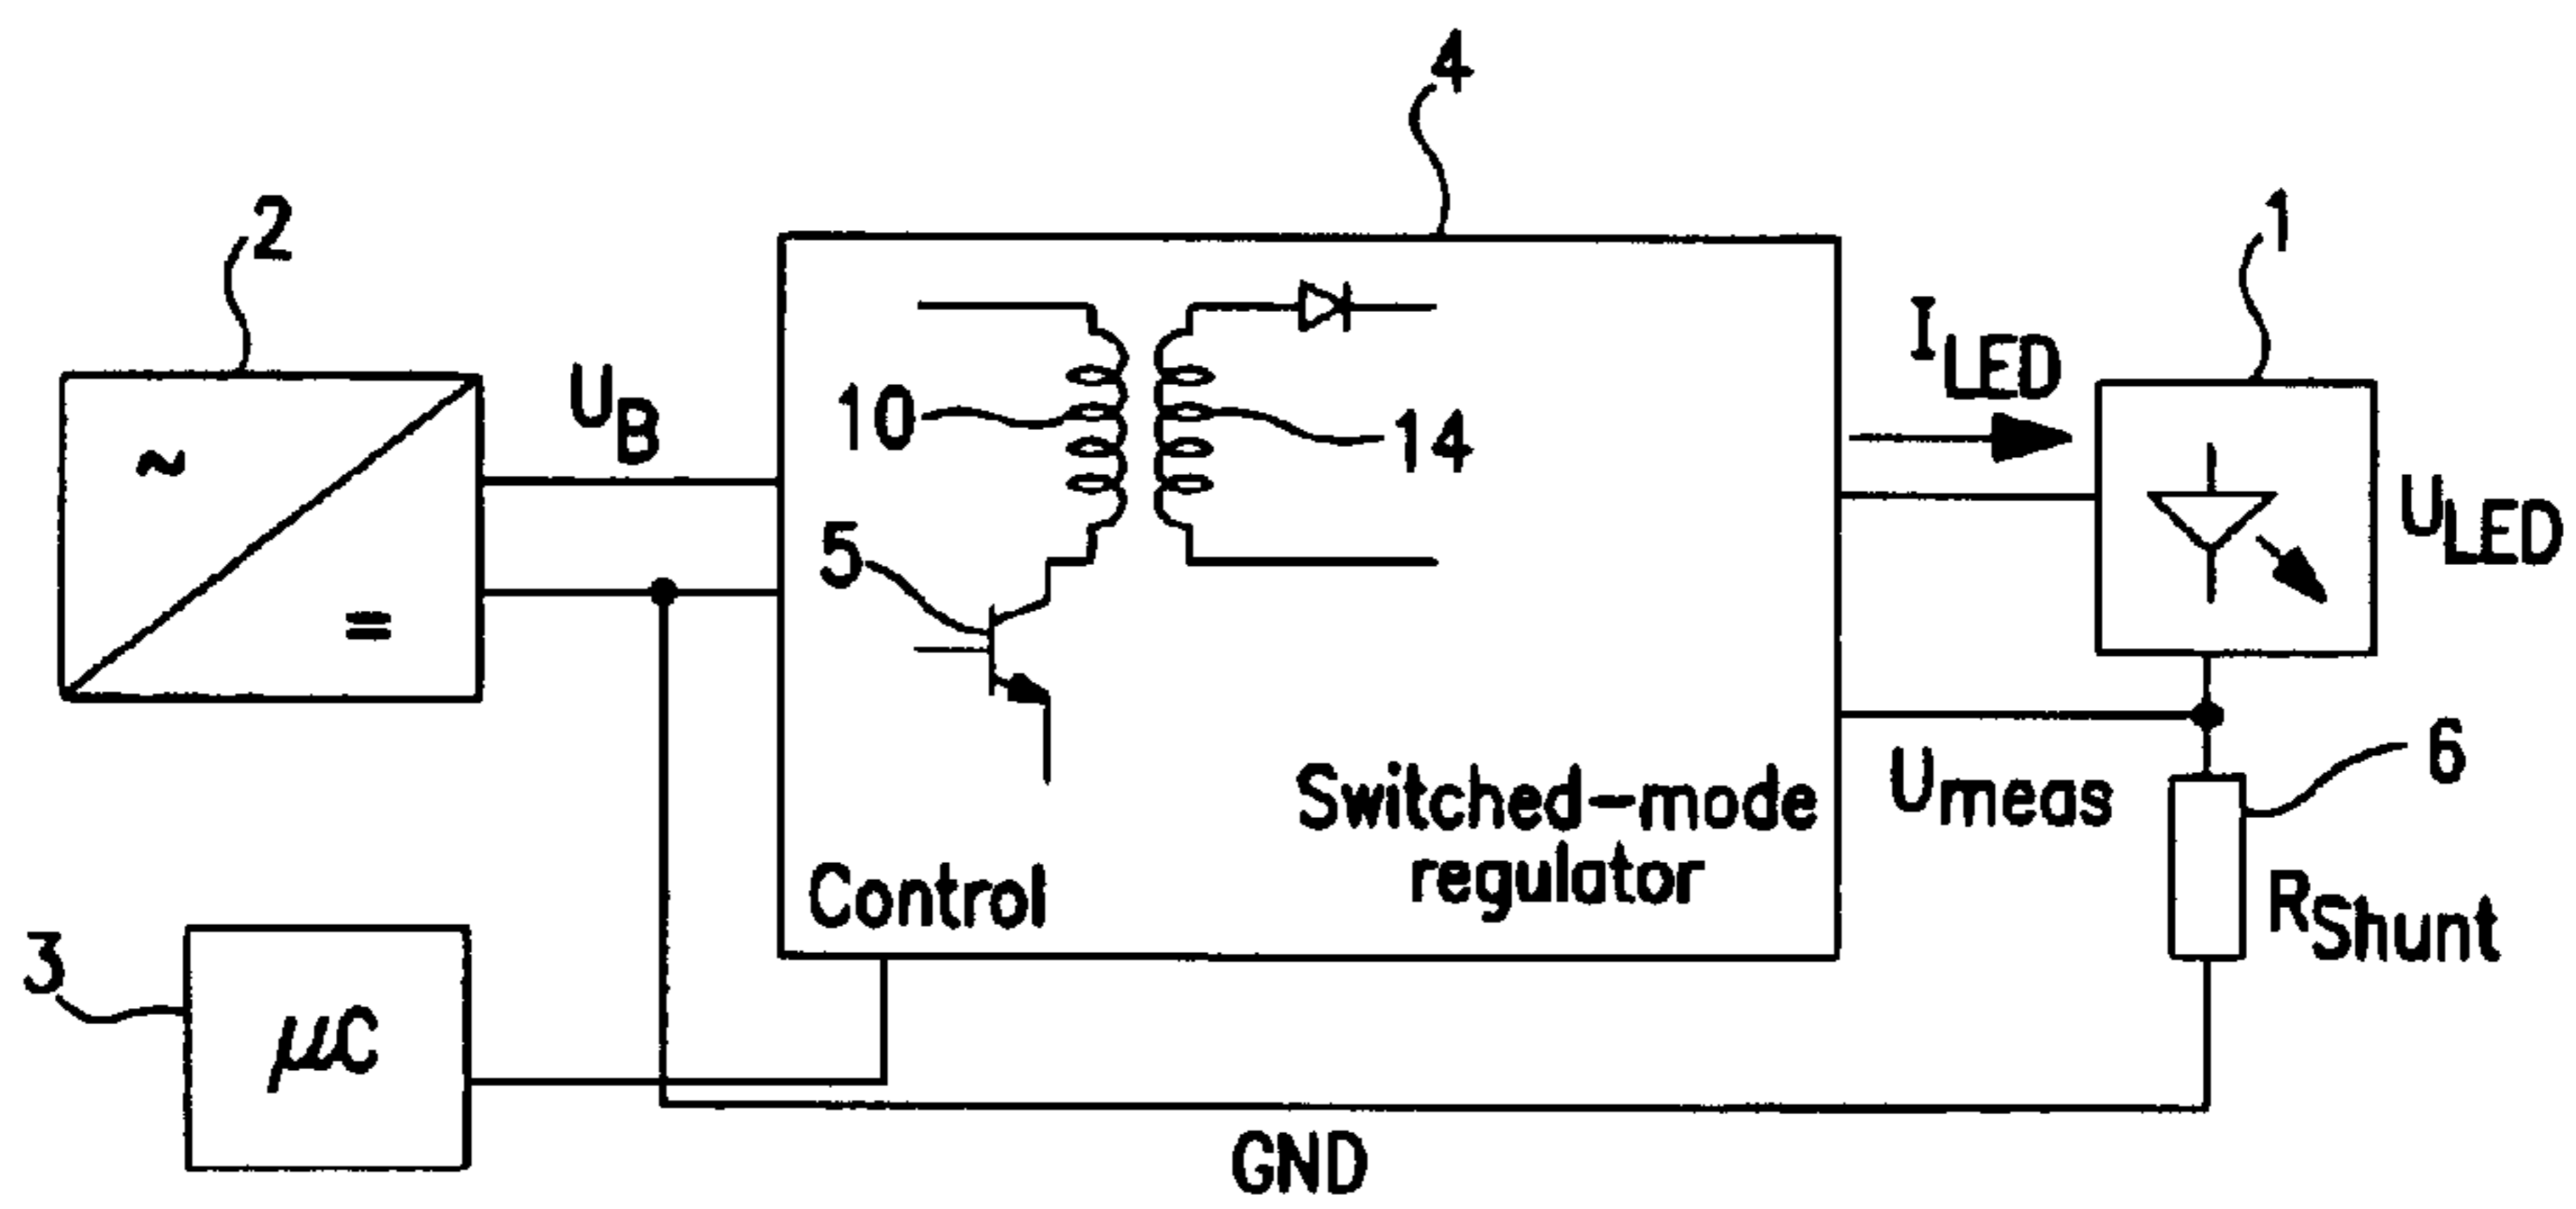 4
2
1
I_LED
U_B
10
14
~
U_LED
5
=
6
U_meas
Switched-mode
regulator
Control
R_Shunt
3
µC
GND